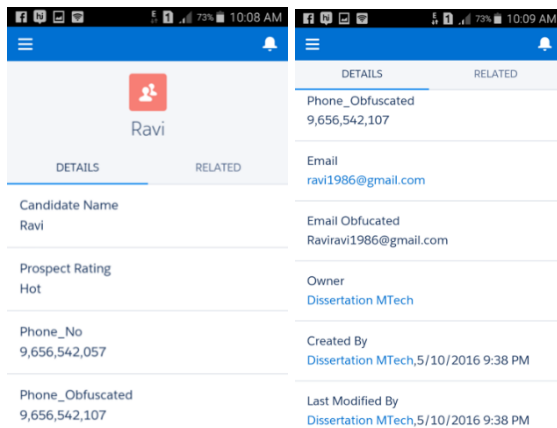 73% 10:08 AM
Ravi
DETAILS RELATED
Candidate Name
Ravi
Prospect Rating
Hot
Phone_No
9,656,542,057
Phone_Obfuscated
9,656,542,107
73% 10:09 AM
DETAILS RELATED
Phone_Obfuscated
9,656,542,107
Email
ravi1986@gmail.com
Email Obfucated
Raviravi1986@gmail.com
Owner
Dissertation MTech
Created By
Dissertation MTech,5/10/2016 9:38 PM
Last Modified By
Dissertation MTech,5/10/2016 9:38 PM